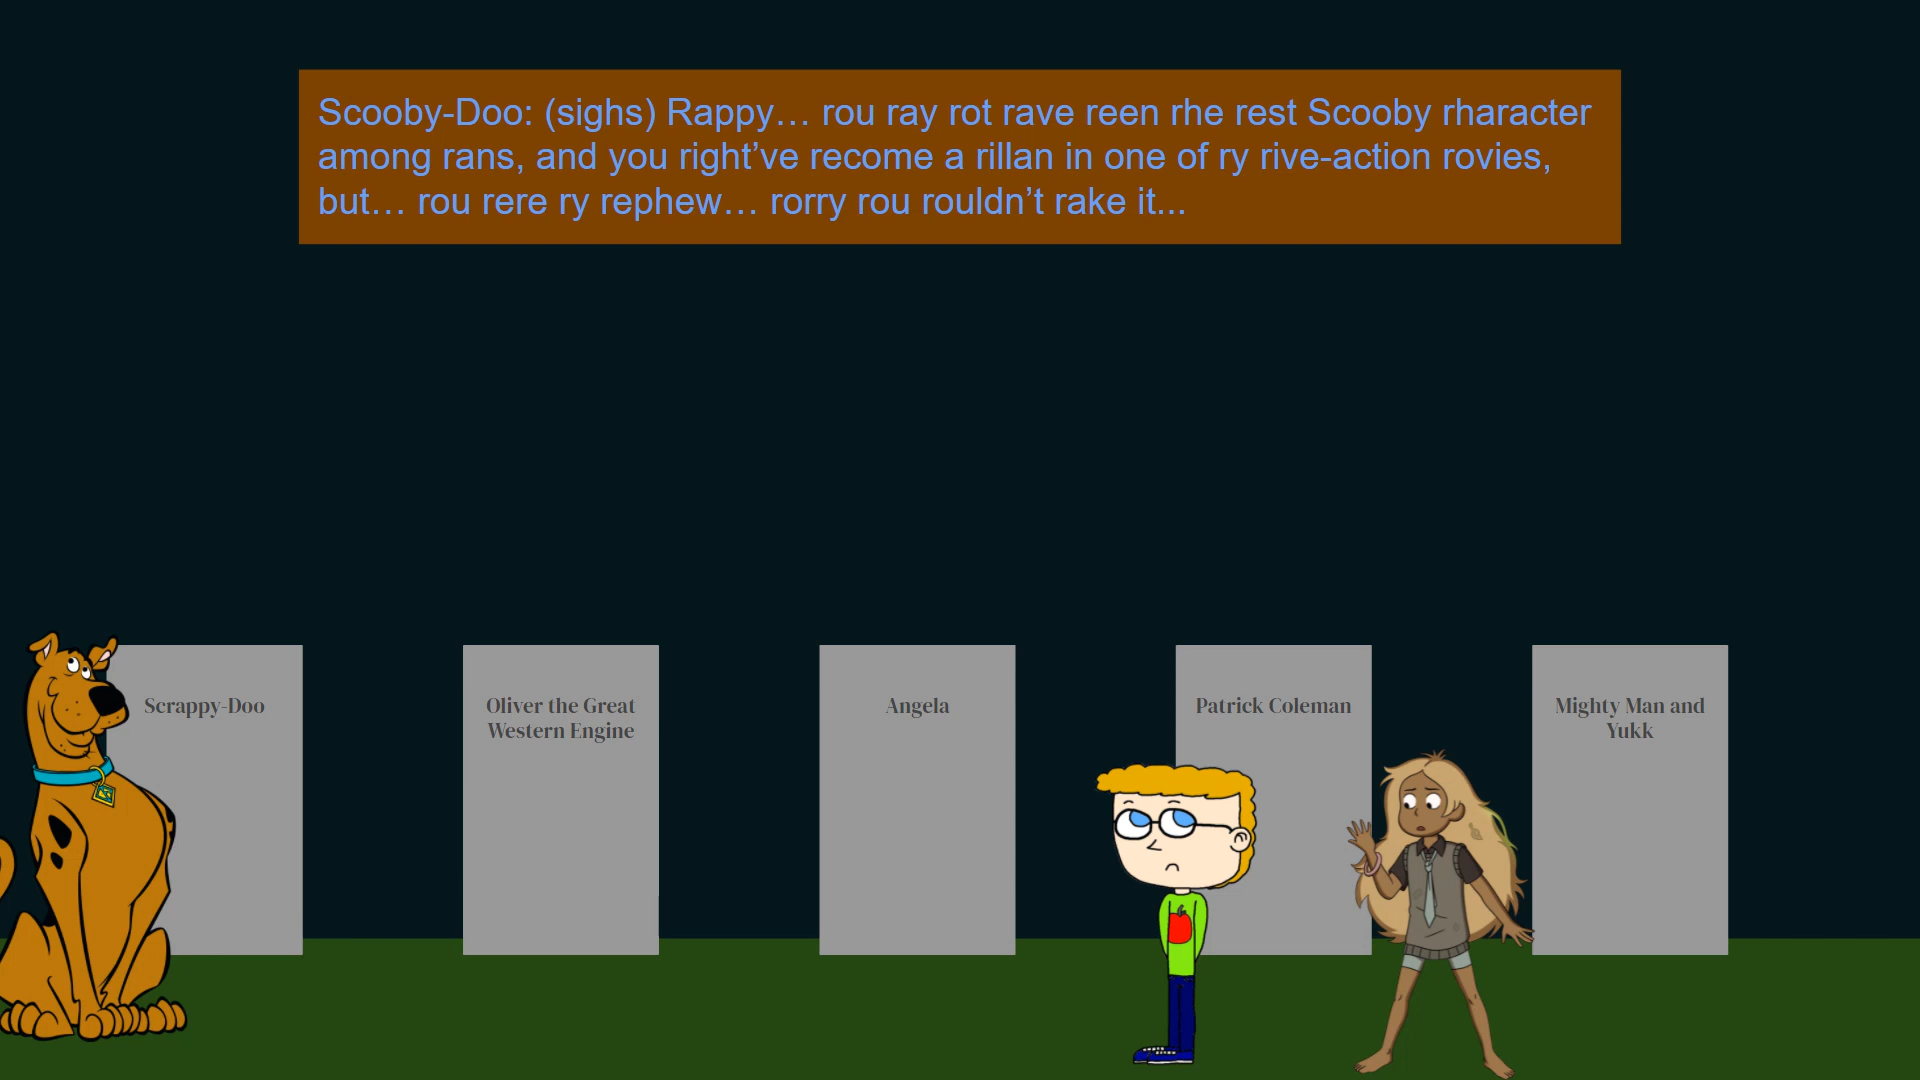 Scooby-Doo: (sighs) Rappy… rou ray rot rave reen rhe rest Scooby rharacter
among rans, and you right’ve recome a rillan in one of ry rive-action rovies,
but… rou rere ry rephew… rorry rou rouldn’t rake it...
Scrappy-Doo
Oliver the Great
Western Engine
Angela
Patrick Coleman
Mighty Man and
Yukk